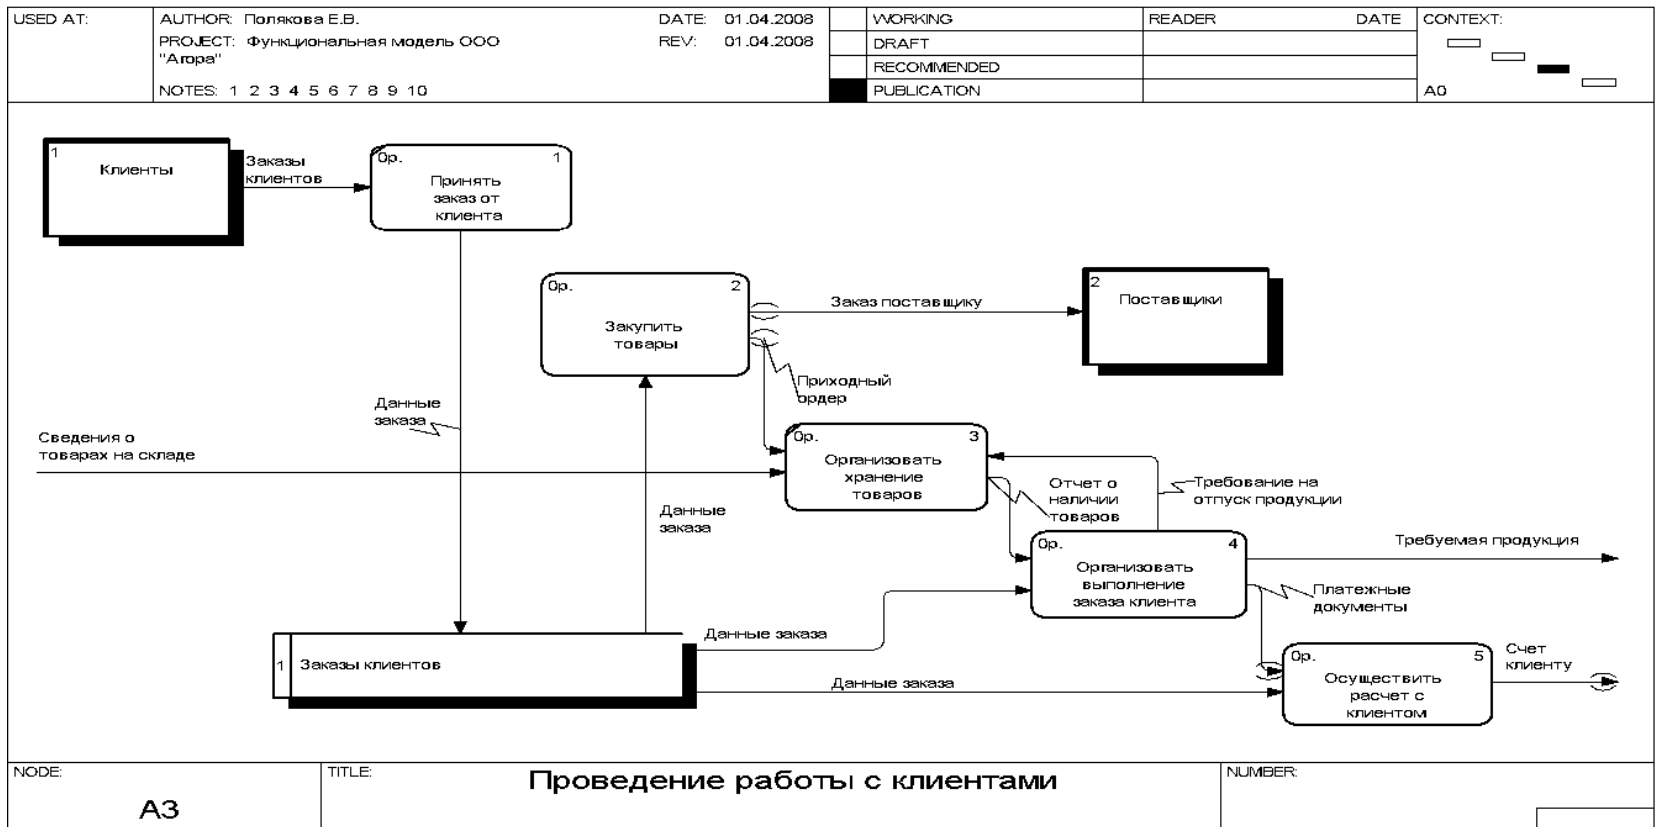 USED AT:
AUTHOR: Полякова Е.В.
DATE: 01.04.2008
PROJECT: Функциональная модель ООО
"Агора"
REV: 01.04.2008
NOTES: 1 2 3 4 5 6 7 8 9 10
WORKING
DRAFT
RECOMMENDED
PUBLICATION
READER
DATE
CONTEXT:
A0
1
Клиенты
Заказы
клиентов
0р.
1
Принять
заказ от
клиента
0р.
2
Закупить
товары
Заказ поставщику
2
Поставщики
Приходный
ордер
Данные
заказа
Сведения о
товарах на складе
0р.
3
Организовать
хранение
товаров
Отчет о
наличии
товаров
Требование на
отпуск продукции
Данные
заказа
0р.
4
Организовать
выполнение
заказа клиента
Требуемая продукция
Платежные
документы
Данные заказа
1
Заказы клиентов
Данные заказа
0р.
5
Осуществить
расчет с
клиентом
Счет
клиенту
NODE:
A3
TITLE:
Проведение работы с клиентами
NUMBER: